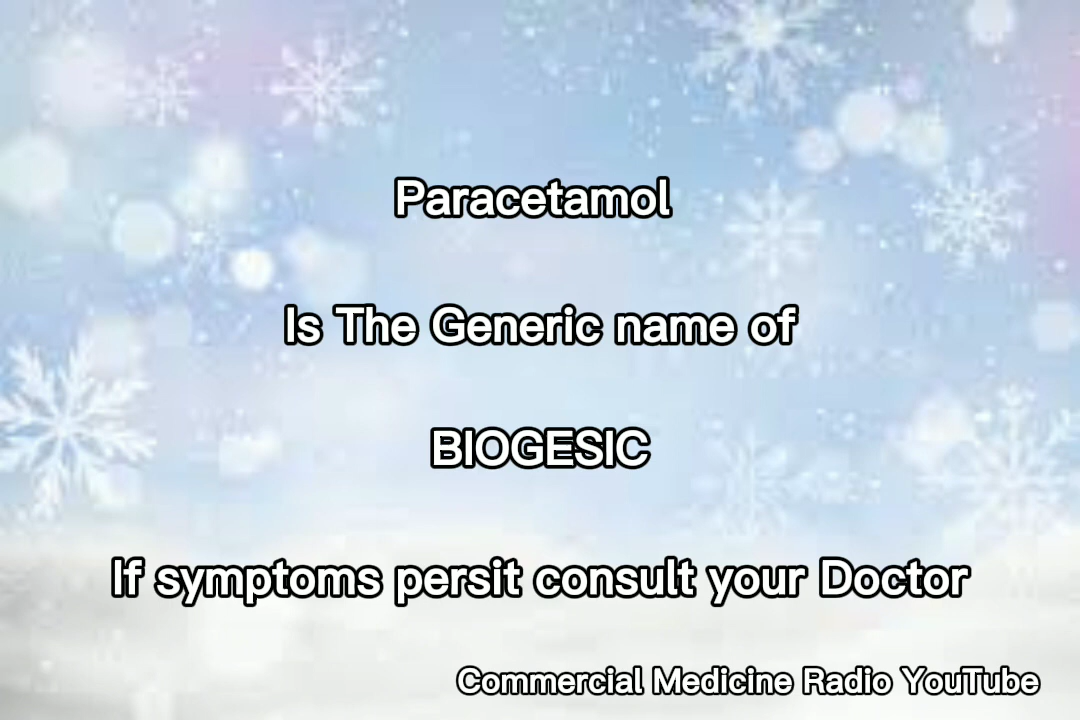 Paracetamol
Is The Generic name of
BIOGESIC
If symptoms persit consult your Doctor
Commercial Medicine Radio YouTube